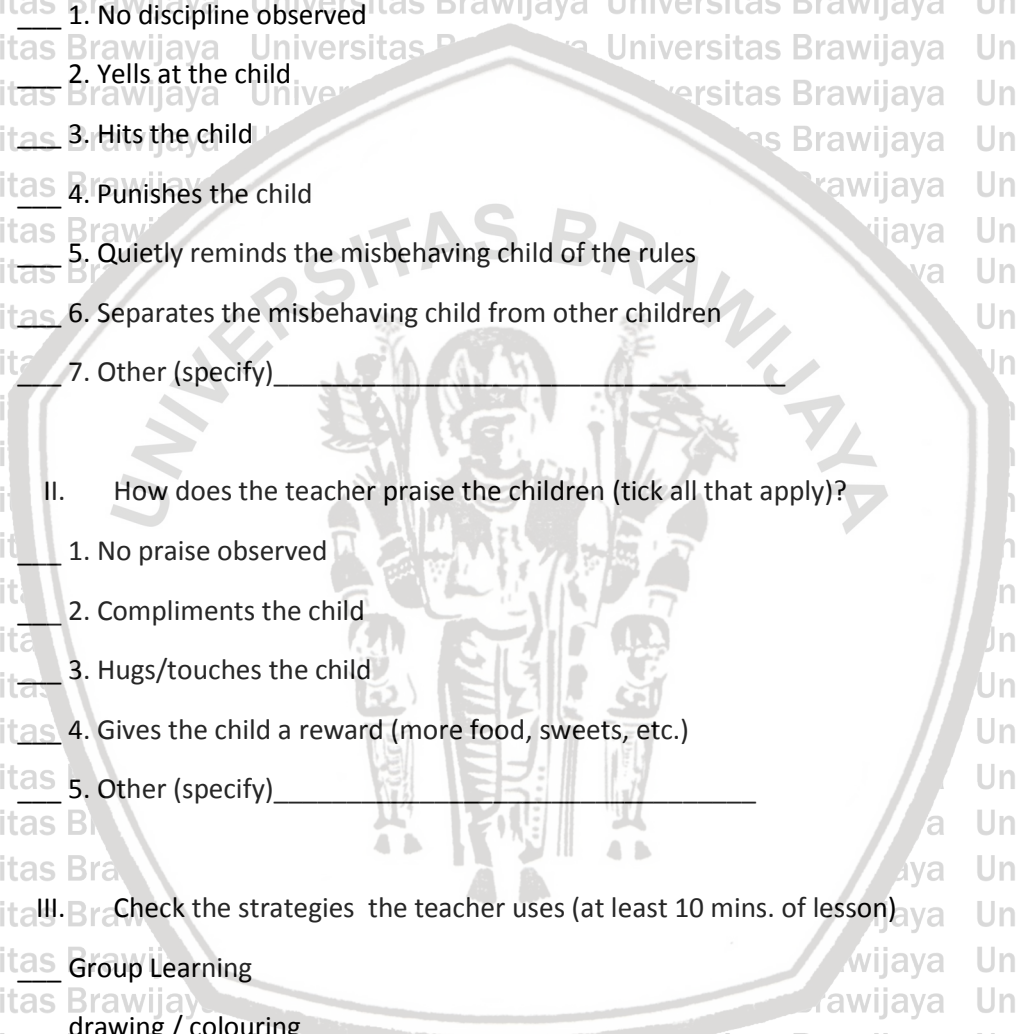 ___ 1. No discipline observed
___ 2. Yells at the child
___ 3. Hits the child
___ 4. Punishes the child
___ 5. Quietly reminds the misbehaving child of the rules
___ 6. Separates the misbehaving child from other children
___ 7. Other (specify)___________________________________
II. How does the teacher praise the children (tick all that apply)?
___ 1. No praise observed
___ 2. Compliments the child
___ 3. Hugs/touches the child
___ 4. Gives the child a reward (more food, sweets, etc.)
___ 5. Other (specify)_________________________________
III. Check the strategies the teacher uses (at least 10 mins. of lesson)
___ Group Learning
drawing / colouring
UNIVERSITAS BRAWIJAYA